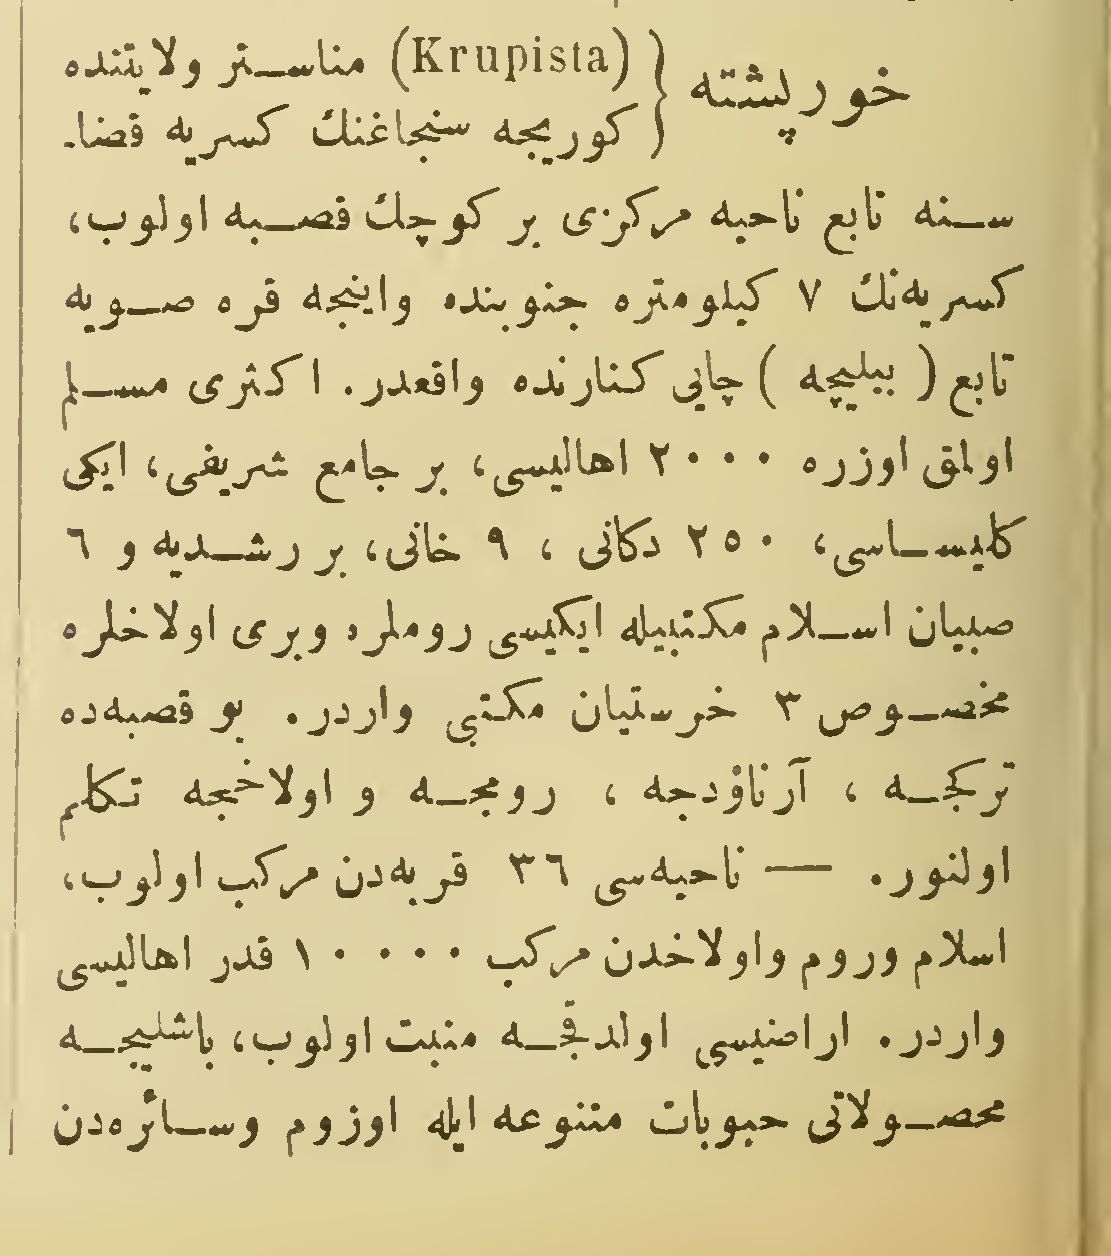 خورپشته { (Krupista) مناستر ولايتنده
كوريجه سنجاغنك كسريه قضا-
سنه تابع ناحيه مركزى بر كوچك قصبه اولوب،
كسريه‌نك ٧ كيلومتره جنوبنده واينجه قره صويه
تابع ( بيليچه ) چايى كنارنده واقعدر. اكثرى مسلم
اولمق اوزره ٢٠٠٠ اهاليسى، بر جامع شريفى، ايكى
كليساسى، ٢٥٠ دكانى ، ٩ خانى، بر رشديه و ٦
صبيان اسلام مكتبيله ايكيسى روملره وبرى اولاخلره
مخصوص ٣ خرستيان مكتبى واردر. بو قصبه‌ده
تركجه ، آرناؤدجه ، رومجه و اولاخجه تكلم
اولنور. — ناحيه‌سى ٣٦ قريه‌دن مركب اولوب،
اسلام وروم واولاخدن مركب ١٠٠٠٠ قدر اهاليسى
واردر. اراضيسى اولدقجه منبت اولوب، باشليجه
محصولاتى حبوبات متنوعه ايله اوزوم وسائره‌دن